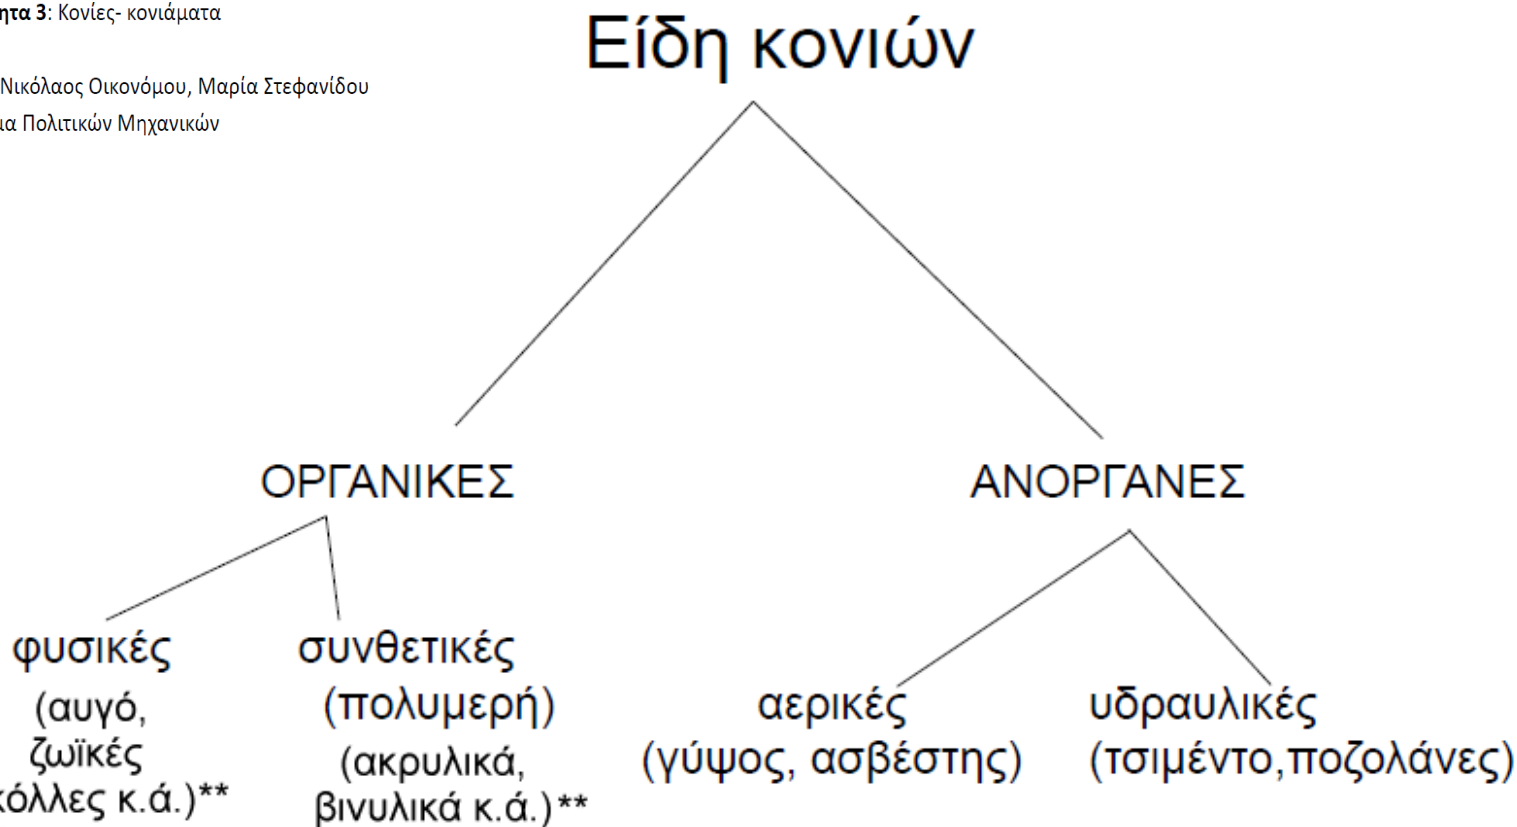 ητα 3: Κονίες- κονιάματα
Είδη κονιών
Νικόλαος Οικονόμου, Μαρία Στεφανίδου
μα Πολιτικών Μηχανικών
ΟΡΓΑΝΙΚΕΣ
ΑΝΟΡΓΑΝΕΣ
φυσικές
(αυγό,
ζωϊκές
κόλλες κ.ά.)**
συνθετικές
(πολυμερή)
(ακρυλικά,
βινυλικά κ.ά.)**
αερικές
(γύψος, ασβέστης)
υδραυλικές
(τσιμέντο,ποζολάνες)